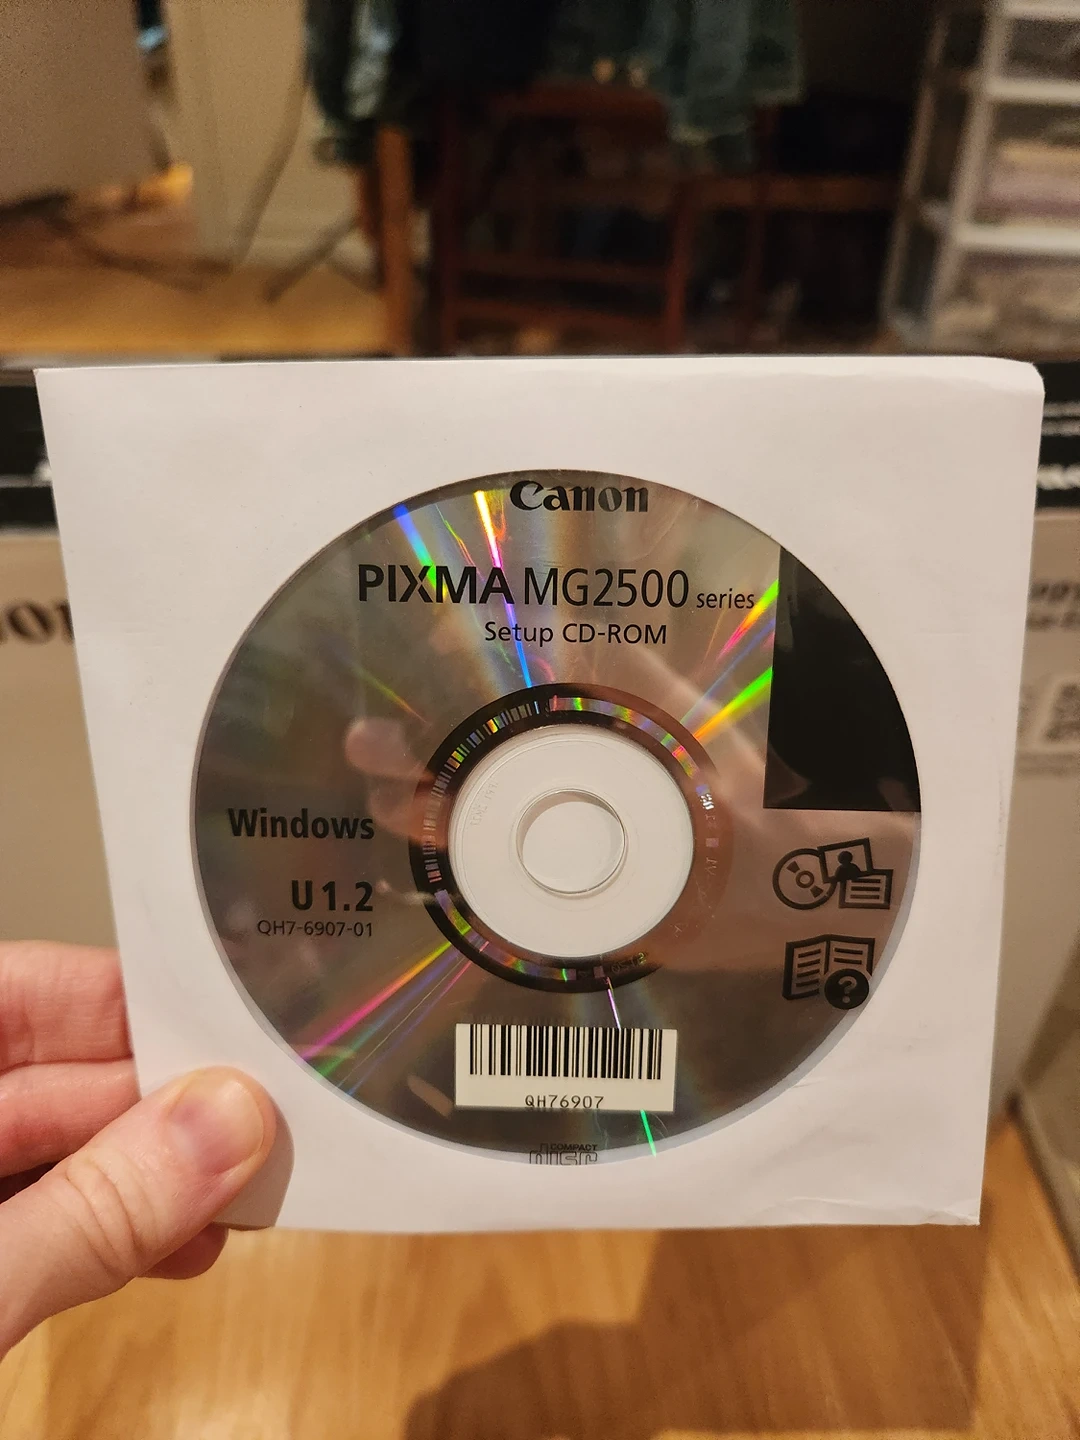 Canon
PIXMA MG2500 series
Setup CD-ROM
Windows
U 1.2
QH7-6907-01
?
QH76907
COMPACT
disc